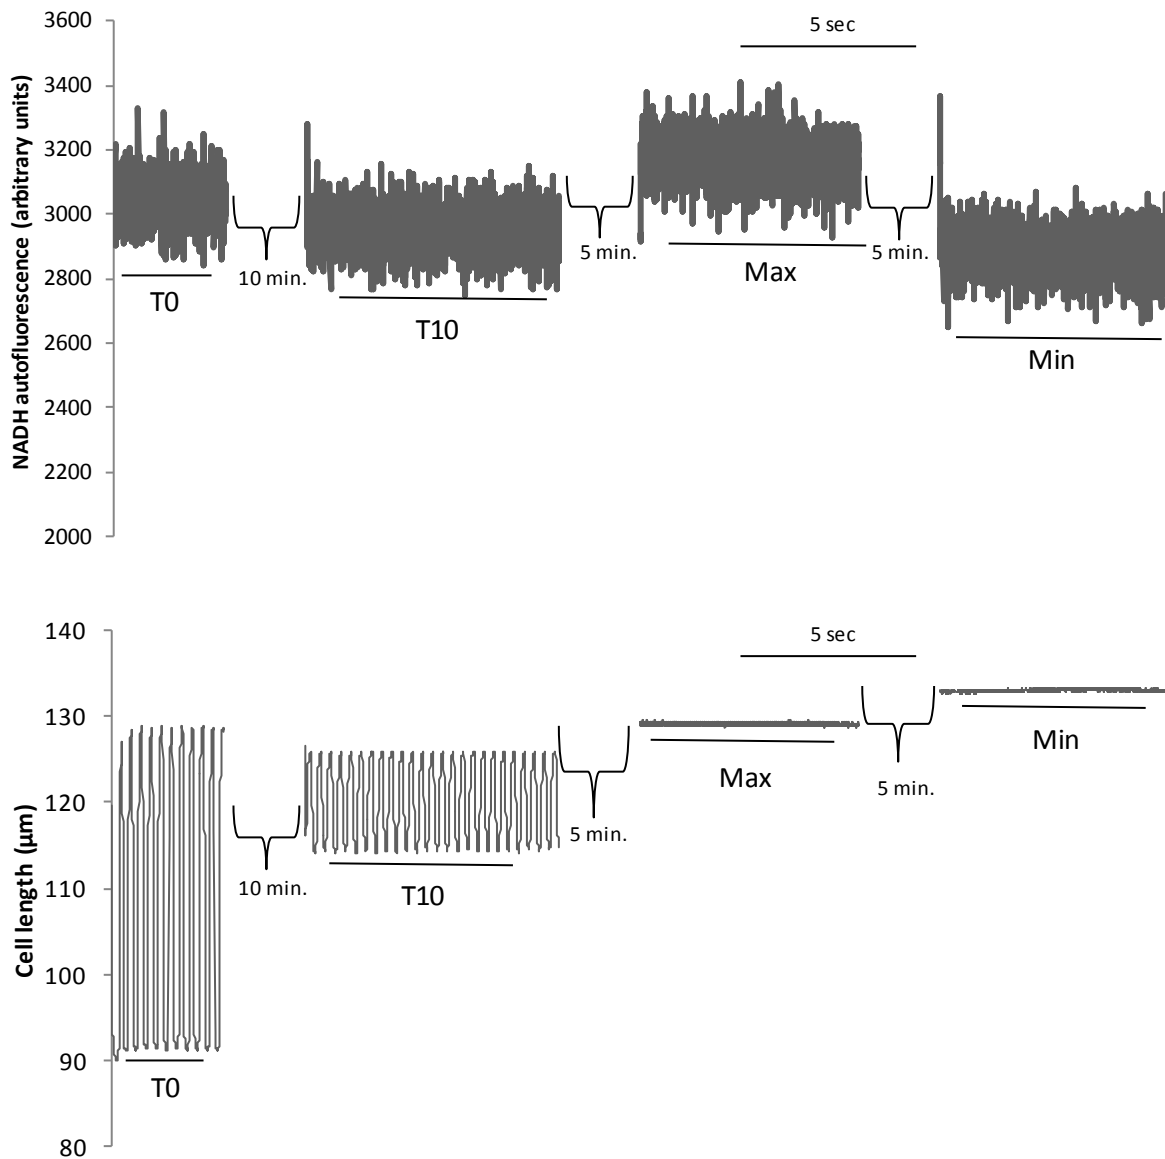 NADH autofluorescence (arbitrary units)
3600
3400
3200
3000
2800
2600
2400
2200
2000
5 sec
T0
10 min.
T10
5 min.
Max
5 min.
Min
Cell length (µm)
140
130
120
110
100
90
80
5 sec
T0
10 min.
T10
5 min.
Max
5 min.
Min